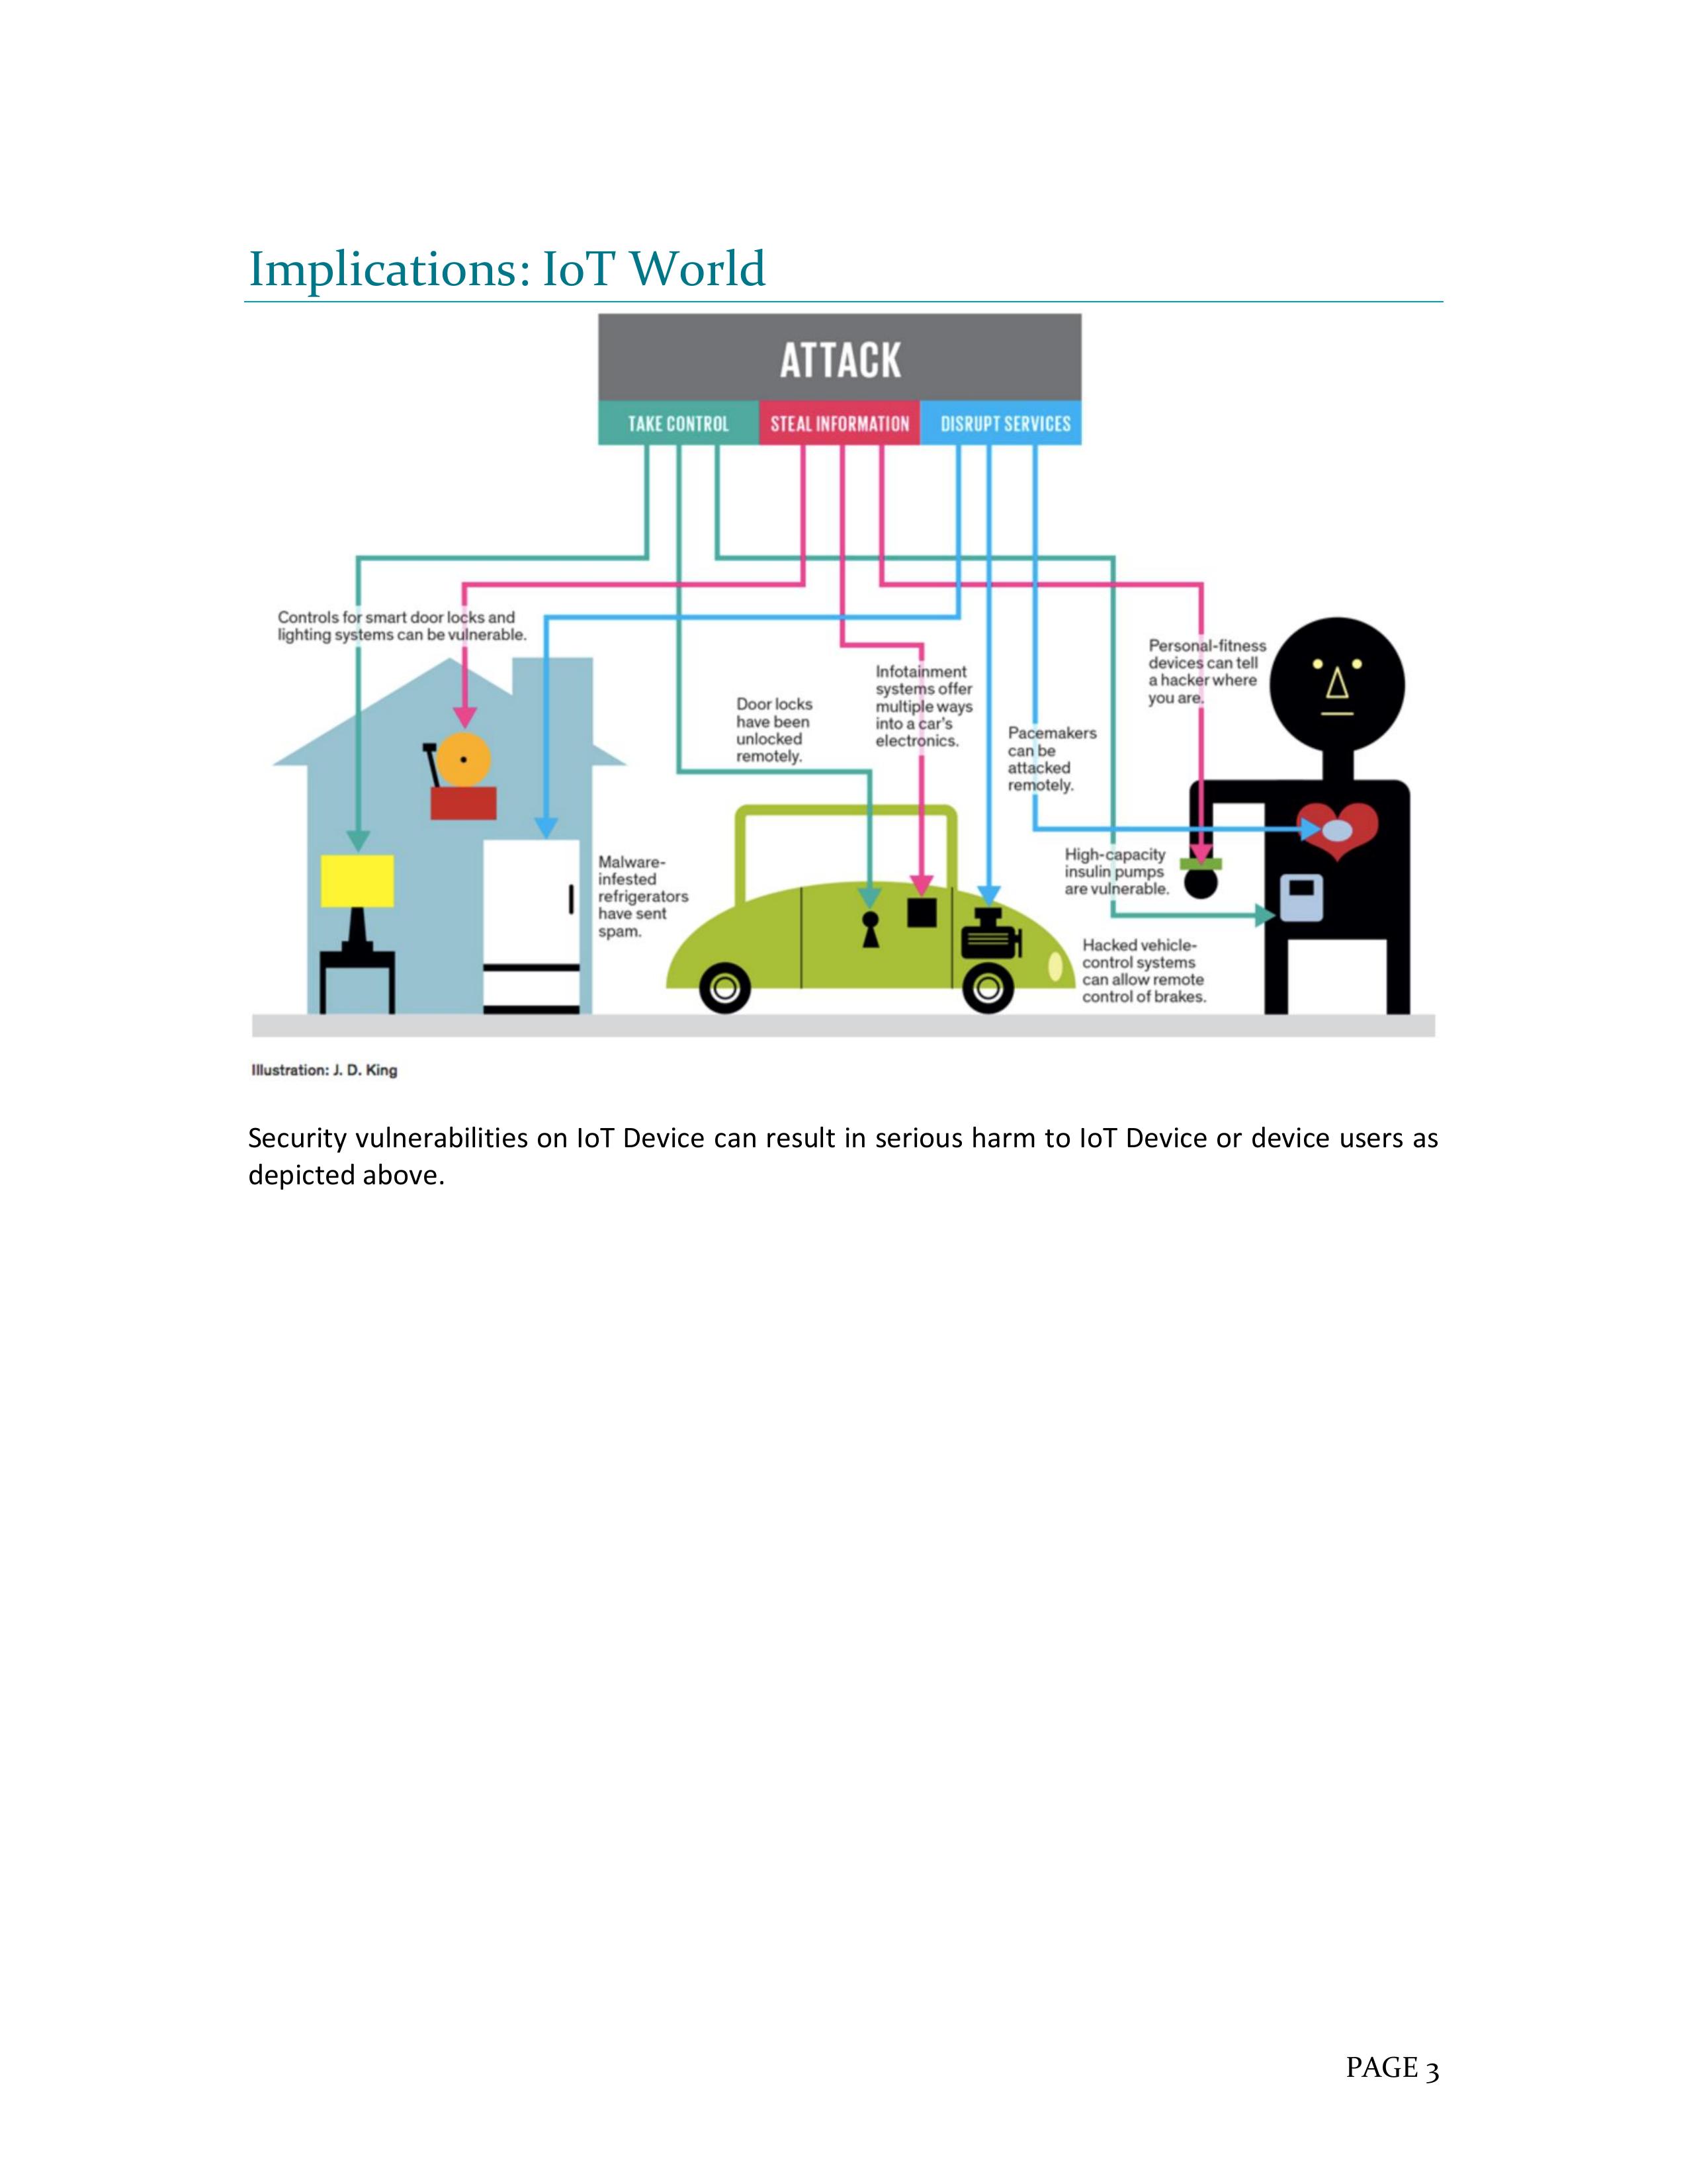 Implications: IoT World
ATTACK
TAKE CONTROL
STEAL INFORMATION
DISRUPT SERVICES
Controls for smart door locks and
lighting systems can be vulnerable.
Malware-
infested
refrigerators
have sent
spam.
Door locks
have been
unlocked
remotely.
Infotainment
systems offer
multiple ways
into a car's
electronics.
Pacemakers
can be
attacked
remotely.
Personal-fitness
devices can tell
a hacker where
you are.
High-capacity
insulin pumps
are vulnerable.
Hacked vehicle-
control systems
can allow remote
control of brakes.
Illustration: J. D. King
Security vulnerabilities on IoT Device can result in serious harm to IoT Device or device users as
depicted above.
PAGE 3